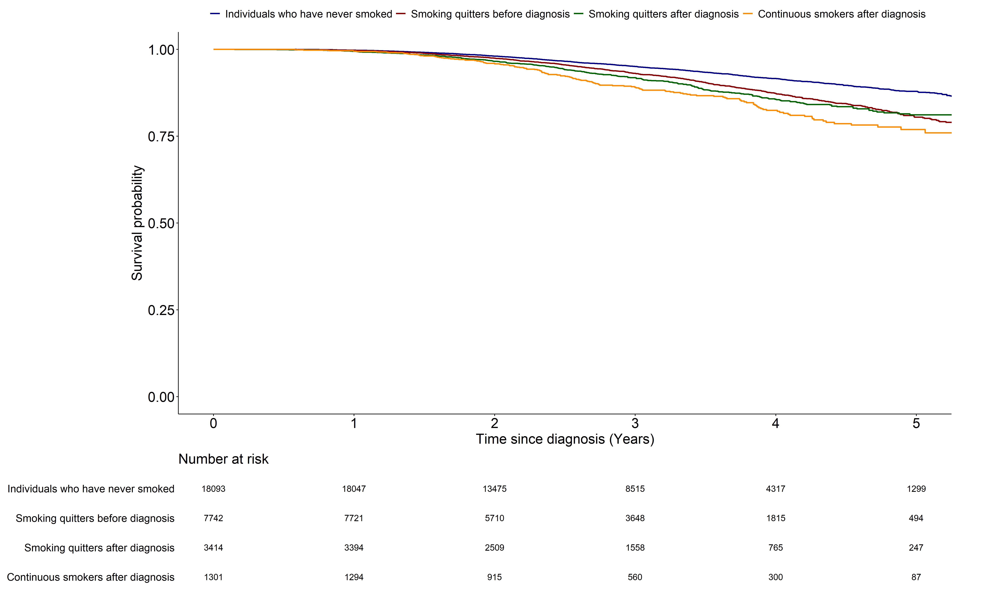 Individuals who have never smoked Smoking quitters before diagnosis Smoking quitters after diagnosis Continuous smokers after diagnosis
1.00
0.75
0.50
0.25
0.00
Survival probability
0 1 2 3 4 5
Time since diagnosis (Years)
Number at risk
Individuals who have never smoked 18093 18047 13475 8515 4317 1299
Smoking quitters before diagnosis 7742 7721 5710 3648 1815 494
Smoking quitters after diagnosis 3414 3394 2509 1558 765 247
Continuous smokers after diagnosis 1301 1294 915 560 300 87